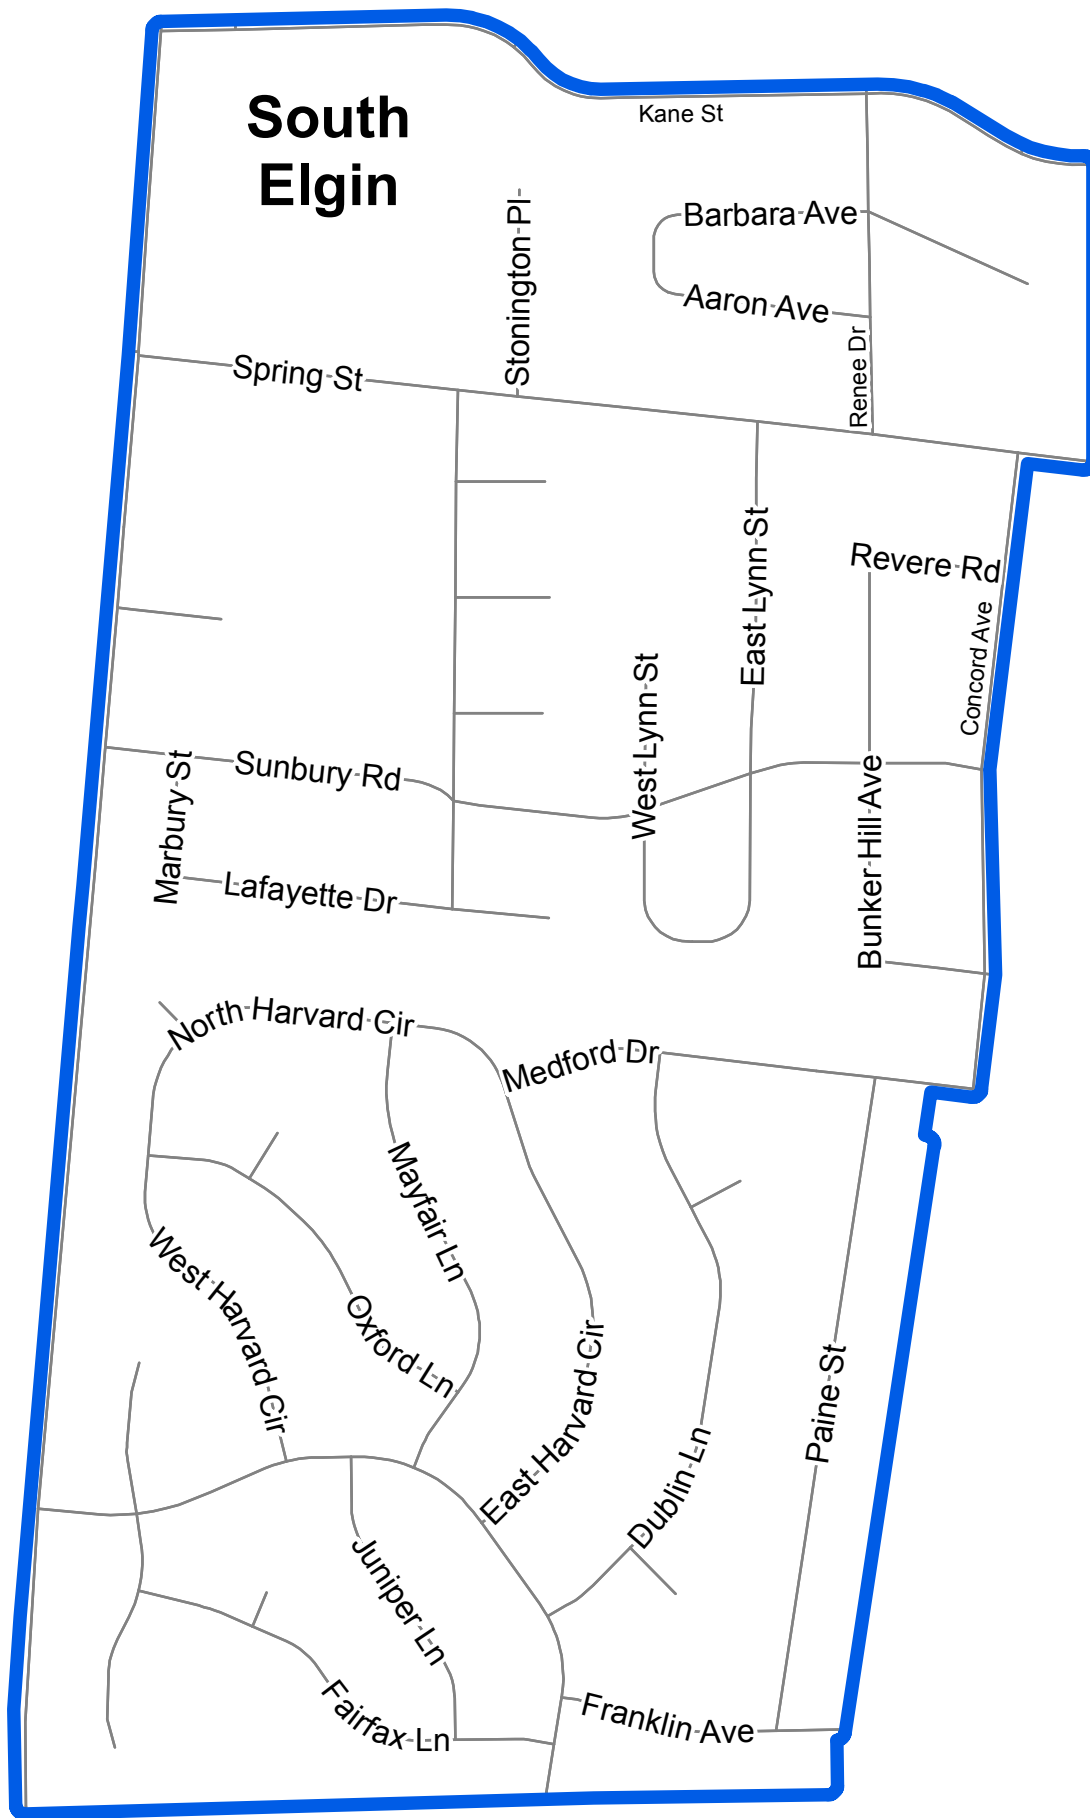 South
Elgin
Kane St
Barbara Ave
Stonington Pl
Aaron Ave
Renee Dr
Spring St
East Lynn St
Revere Rd
Concord Ave
West Lynn St
Marbury St
Sunbury Rd
Bunker Hill Ave
Lafayette Dr
North Harvard Cir
Medford Dr
Mayfair Ln
West Harvard Cir
Oxford Ln
East Harvard Cir
Paine St
Dublin Ln
Juniper Ln
Fairfax Ln
Franklin Ave